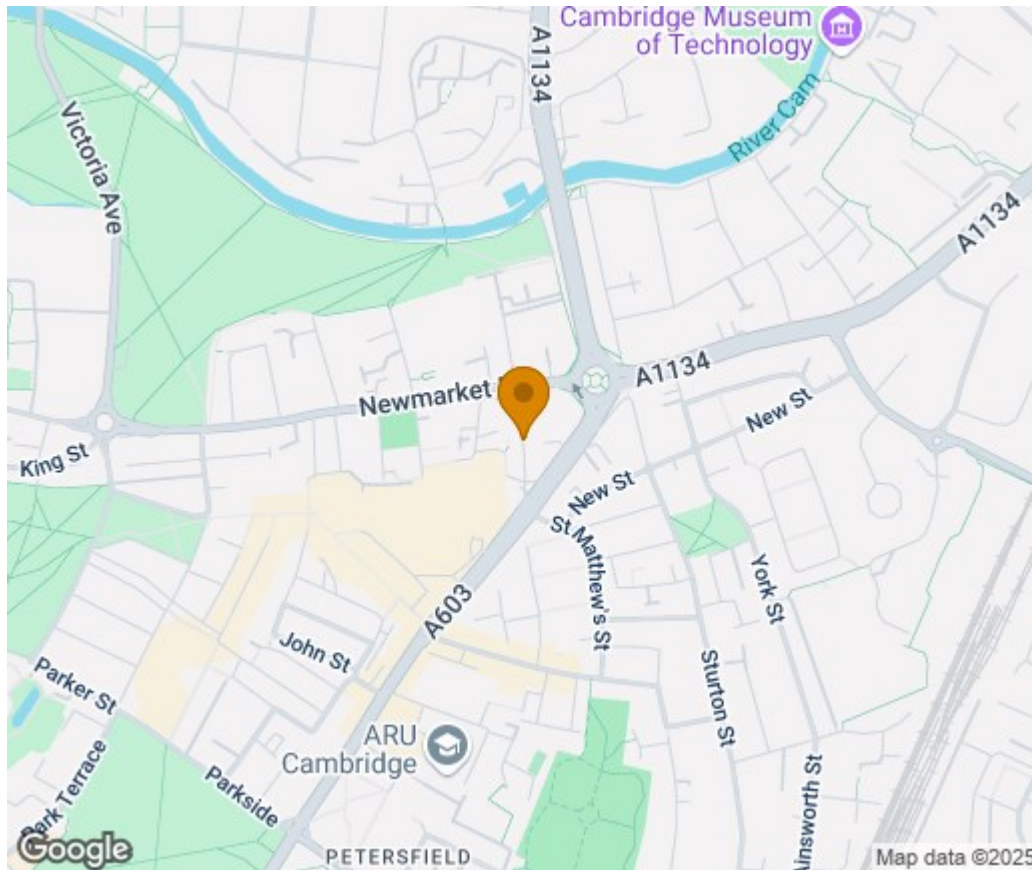 Cambridge Museum
of Technology
A1134
River Cam
Victoria Ave
A1134
A1134
Newmarket
New St
King St
New St
St Matthew's St
York St
A603
John St
Sturton St
Parker St
ARU
Cambridge
Ainsworth St
Park Terrace
Parkside
PETERSFIELD
Google
Map data ©2025